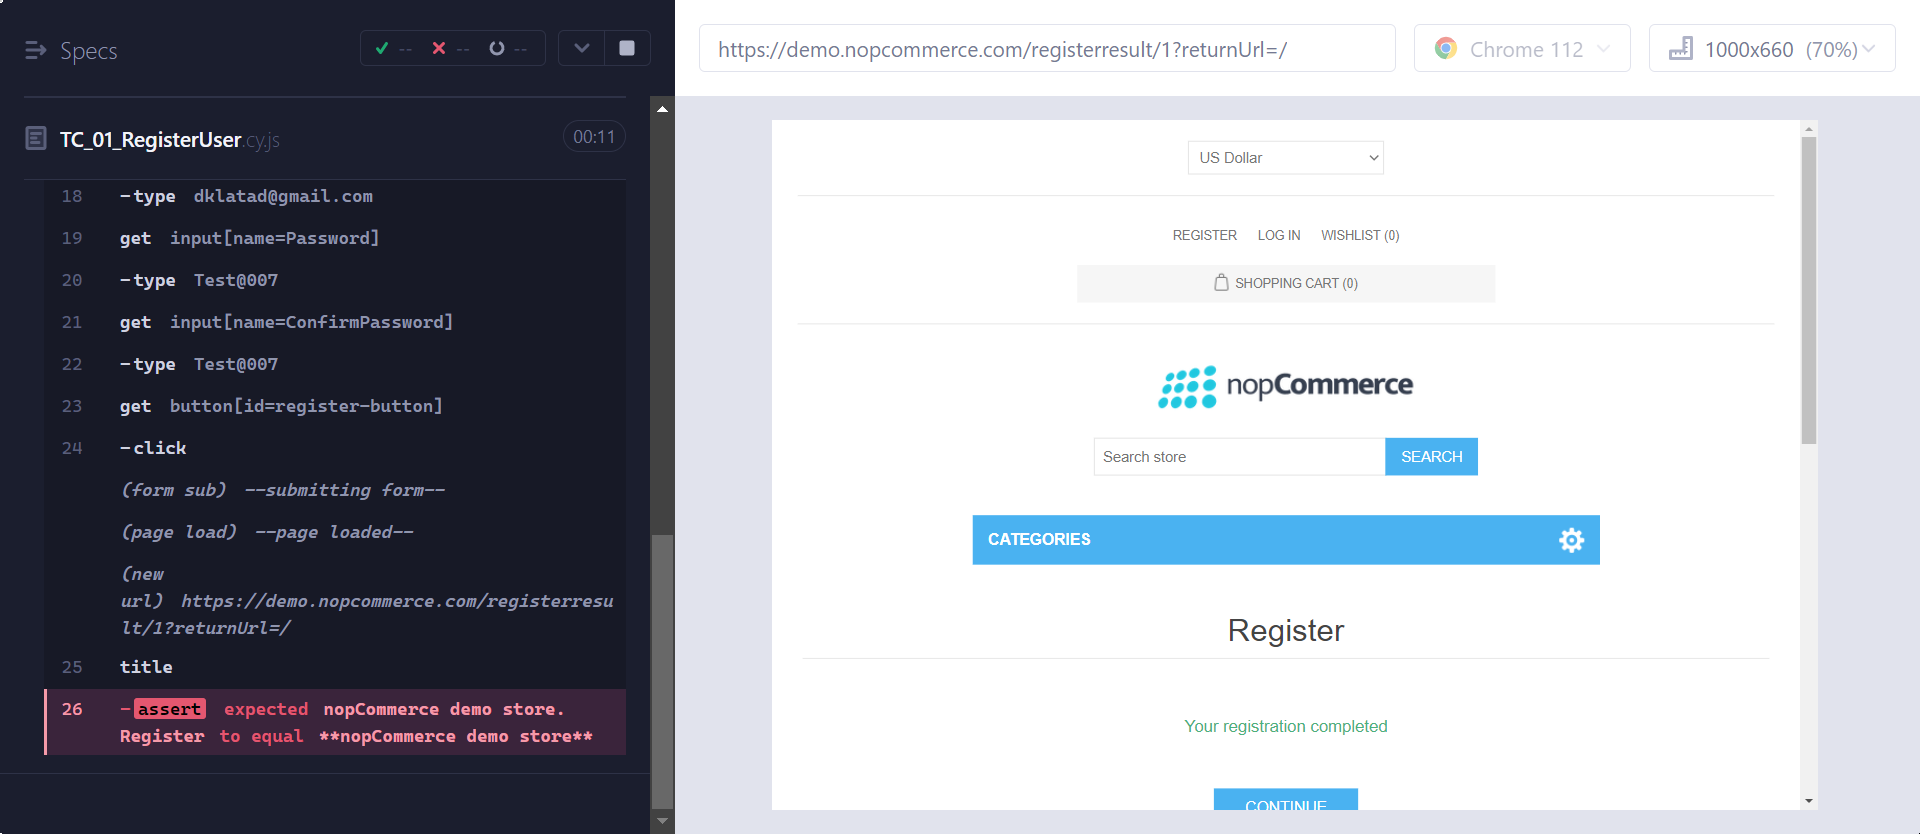 Specs
-- -- --
TC_01_RegisterUser.cy.js 00:11
18 -type dklatad@gmail.com
19 get input[name=Password]
20 -type Test@007
21 get input[name=ConfirmPassword]
22 -type Test@007
23 get button[id=register-button]
24 -click
(form sub) --submitting form--
(page load) --page loaded--
(new
url) https://demo.nopcommerce.com/registerresu
lt/1?returnUrl=/
25 title
26 -assert expected nopCommerce demo store.
Register to equal **nopCommerce demo store**
https://demo.nopcommerce.com/registerresult/1?returnUrl=/
Chrome 112
1000x660 (70%)
US Dollar
REGISTER LOG IN WISHLIST (0)
SHOPPING CART (0)
nopCommerce
Search store SEARCH
CATEGORIES
Register
Your registration completed
CONTINUE